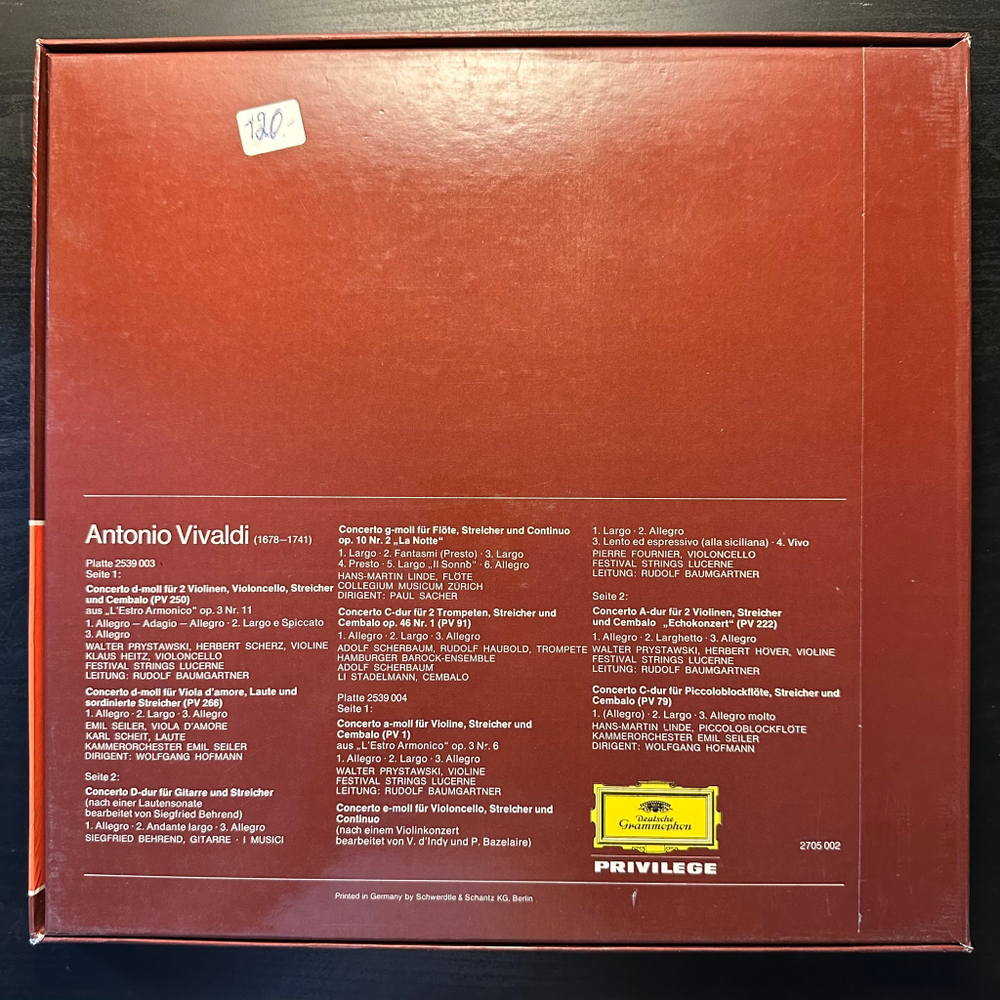 120.-
Antonio Vivaldi (1678–1741)
Platte 2539 003
Seite 1:
Concerto d-moll für 2 Violinen, Violoncello, Streicher
und Cembalo (PV 250)
aus „L'Estro Armonico" op. 3 Nr. 11
1. Allegro – Adagio – Allegro · 2. Largo e Spiccato
3. Allegro
WALTER PRYSTAWSKI, HERBERT SCHERZ, VIOLINE
KLAUS HEITZ, VIOLONCELLO
FESTIVAL STRINGS LUCERNE
LEITUNG: RUDOLF BAUMGARTNER
Concerto d-moll für Viola d'amore, Laute und
sordinierte Streicher (PV 266)
1. Allegro · 2. Largo · 3. Allegro
EMIL SEILER, VIOLA D'AMORE
KARL SCHEIT, LAUTE
KAMMERORCHESTER EMIL SEILER
DIRIGENT: WOLFGANG HOFMANN
Seite 2:
Concerto D-dur für Gitarre und Streicher
(nach einer Lautensonate
bearbeitet von Siegfried Behrend)
1. Allegro · 2. Andante largo · 3. Allegro
SIEGFRIED BEHREND, GITARRE · I MUSICI
Concerto g-moll für Flöte, Streicher und Continuo
op. 10 Nr. 2 „La Notte"
1. Largo · 2. Fantasmi (Presto) · 3. Largo
4. Presto · 5. Largo „Il Sonno" · 6. Allegro
HANS-MARTIN LINDE, FLÖTE
COLLEGIUM MUSICUM ZÜRICH
DIRIGENT: PAUL SACHER
Concerto C-dur für 2 Trompeten, Streicher und
Cembalo op. 46 Nr. 1 (PV 91)
1. Allegro · 2. Largo · 3. Allegro
ADOLF SCHERBAUM, RUDOLF HAUBOLD, TROMPETE
HAMBURGER BAROCK-ENSEMBLE
ADOLF SCHERBAUM
LI STADELMANN, CEMBALO
Platte 2539 004
Seite 1:
Concerto a-moll für Violine, Streicher und
Cembalo (PV 1)
aus „L'Estro Armonico" op. 3 Nr. 6
1. Allegro · 2. Largo · 3. Allegro
WALTER PRYSTAWSKI, VIOLINE
FESTIVAL STRINGS LUCERNE
LEITUNG: RUDOLF BAUMGARTNER
Concerto e-moll für Violoncello, Streicher und
Continuo
(nach einem Violinkonzert
bearbeitet von V. d'Indy und P. Bazelaire)
1. Largo · 2. Allegro
3. Lento ed espressivo (alla siciliana) · 4. Vivo
PIERRE FOURNIER, VIOLONCELLO
FESTIVAL STRINGS LUCERNE
LEITUNG: RUDOLF BAUMGARTNER
Seite 2:
Concerto A-dur für 2 Violinen, Streicher
und Cembalo „Echokonzert" (PV 222)
1. Allegro · 2. Larghetto · 3. Allegro
WALTER PRYSTAWSKI, HERBERT HÖVER, VIOLINE
FESTIVAL STRINGS LUCERNE
LEITUNG: RUDOLF BAUMGARTNER
Concerto C-dur für Piccoloblockflöte, Streicher und
Cembalo (PV 79)
1. (Allegro) · 2. Largo · 3. Allegro molto
HANS-MARTIN LINDE, PICCOLOBLOCKFLÖTE
KAMMERORCHESTER EMIL SEILER
DIRIGENT: WOLFGANG HOFMANN
Deutsche
Grammophon
PRIVILEGE
2705 002
Printed in Germany by Schwerdtle & Schantz KG, Berlin